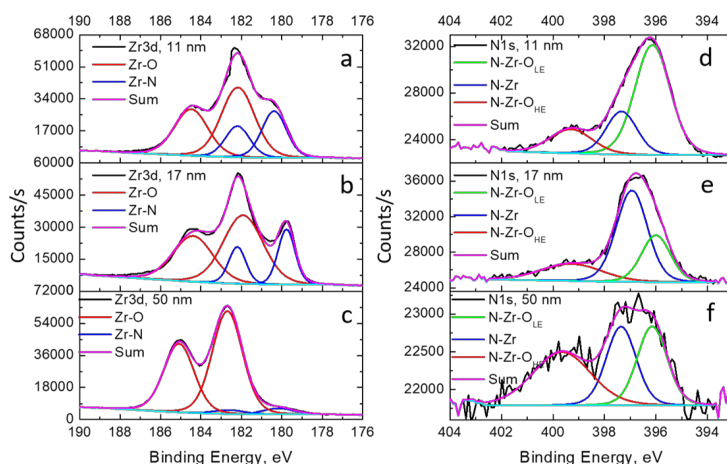 190 188 186 184 182 180 178 176
404 402 400 398 396 394
68000
51000
34000
17000
60000
45000
30000
15000
72000
54000
36000
18000
0
Counts/s
Zr3d, 11 nm
Zr-O
Zr-N
Sum
a
Zr3d, 17 nm
Zr-O
Zr-N
Sum
b
Zr3d, 50 nm
Zr-O
Zr-N
Sum
c
190 188 186 184 182 180 178 176
Binding Energy, eV
32000
28000
24000
36000
32000
28000
24000
23000
22500
22000
21800
Counts/s
N1s, 11 nm
N-Zr-OLE
N-Zr
N-Zr-OHE
Sum
d
N1s, 17 nm
N-Zr-OLE
N-Zr
N-Zr-OHE
Sum
e
N1s, 50 nm
N-Zr-OLE
N-Zr
N-Zr-OHE
Sum
f
404 402 400 398 396 394
Binding Energy, eV